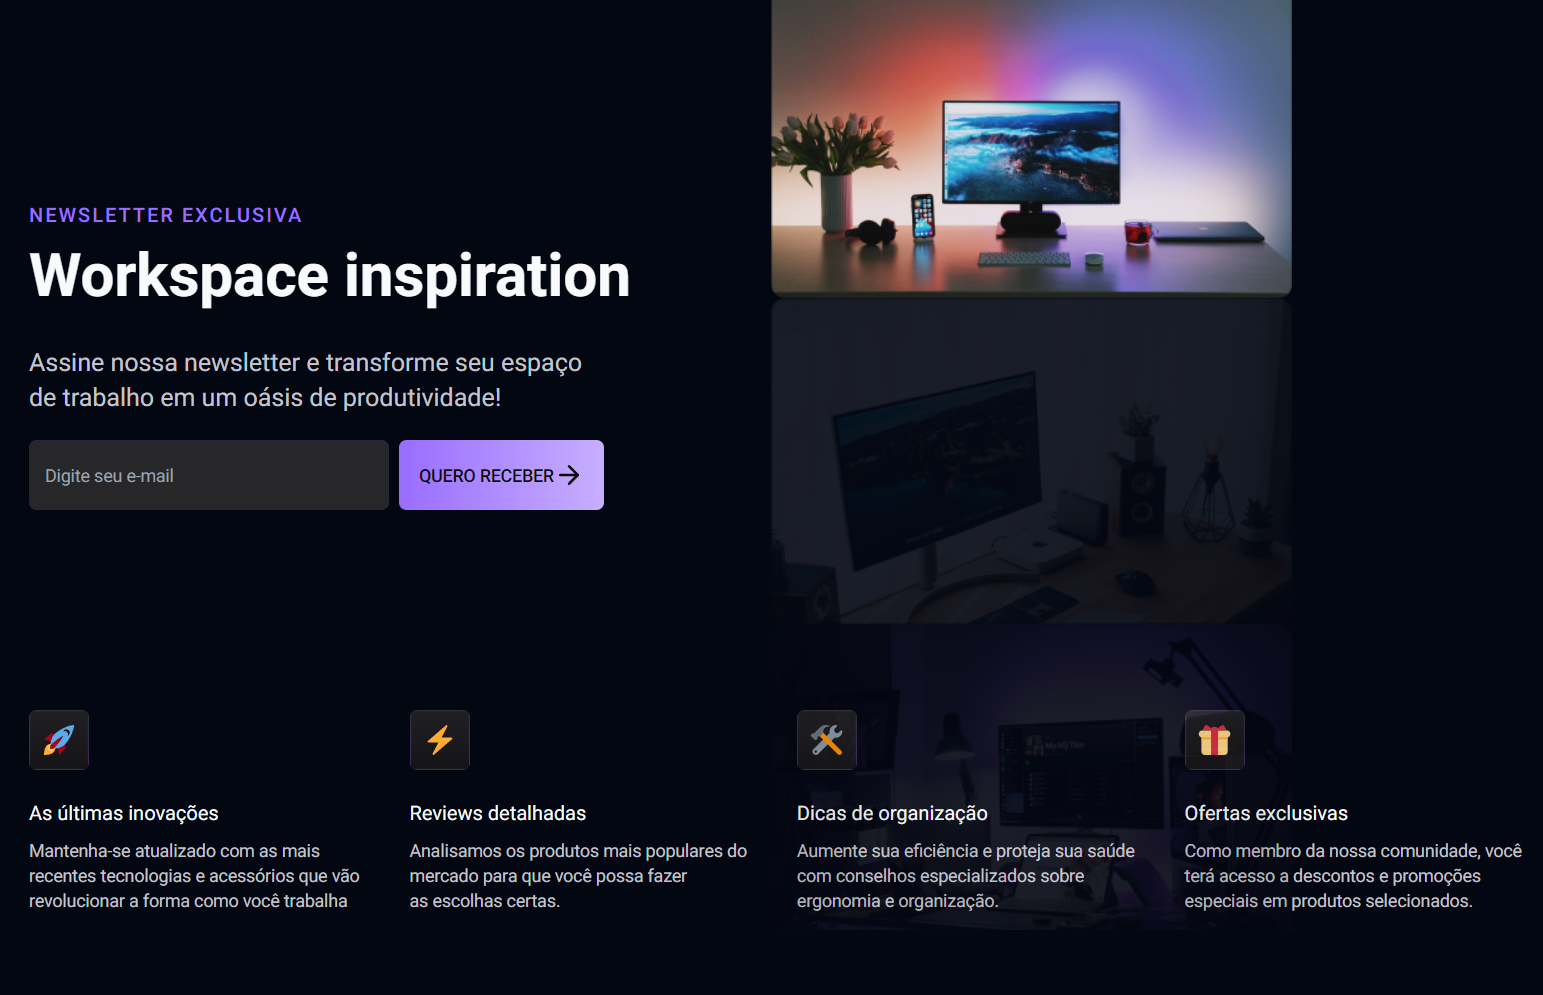 NEWSLETTER EXCLUSIVA
Workspace inspiration
Assine nossa newsletter e transforme seu espaço
de trabalho em um oásis de produtividade!
Digite seu e-mail
QUERO RECEBER
As últimas inovações
Mantenha-se atualizado com as mais
recentes tecnologias e acessórios que vão
revolucionar a forma como você trabalha
Reviews detalhadas
Analisamos os produtos mais populares do
mercado para que você possa fazer
as escolhas certas.
Dicas de organização
Aumente sua eficiência e proteja sua saúde
com conselhos especializados sobre
ergonomia e organização.
Ofertas exclusivas
Como membro da nossa comunidade, você
terá acesso a descontos e promoções
especiais em produtos selecionados.